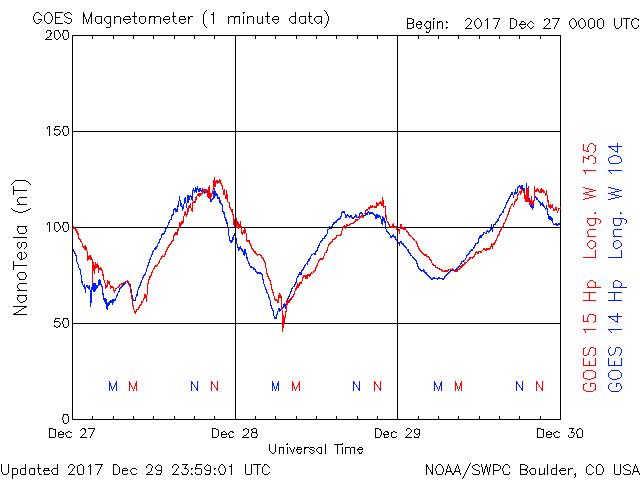 GOES Magnetometer (1 minute data)
Begin: 2017 Dec 27 0000 UTC
200
150
100
50
0
NanoTesla (nT)
M M N N M M N N M M N N
Dec 27 Dec 28 Dec 29 Dec 30
Universal Time
GOES 15 Hp Long. W 135
GOES 14 Hp Long. W 104
Updated 2017 Dec 29 23:59:01 UTC
NOAA/SWPC Boulder, CO USA